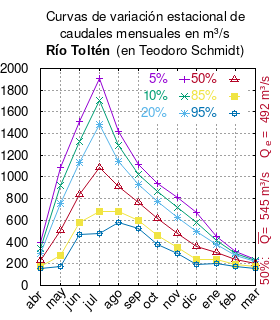 Curvas de variación estacional de
caudales mensuales en m³/s
Río Toltén (en Teodoro Schmidt)
5% 50%
10% 85%
20% 95%
2000
1800
1600
1400
1200
1000
800
600
400
200
0
abr may jun jul ago sep oct nov dic ene feb mar
50%: Q= 545 m³/s Q e = 492 m³/s